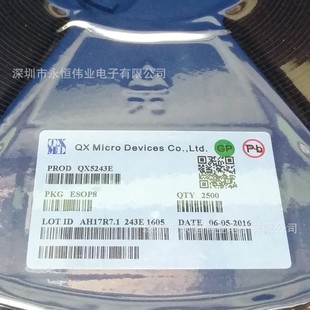 深圳市永恒伟业电子有限公司
QX Micro Devices Co.,Ltd.
GP
Pb
PROD QX5243E
PKG ESOP8
QTY 2500
LOT ID AH17R7.1 243E 1605
DATE 06-05-2016